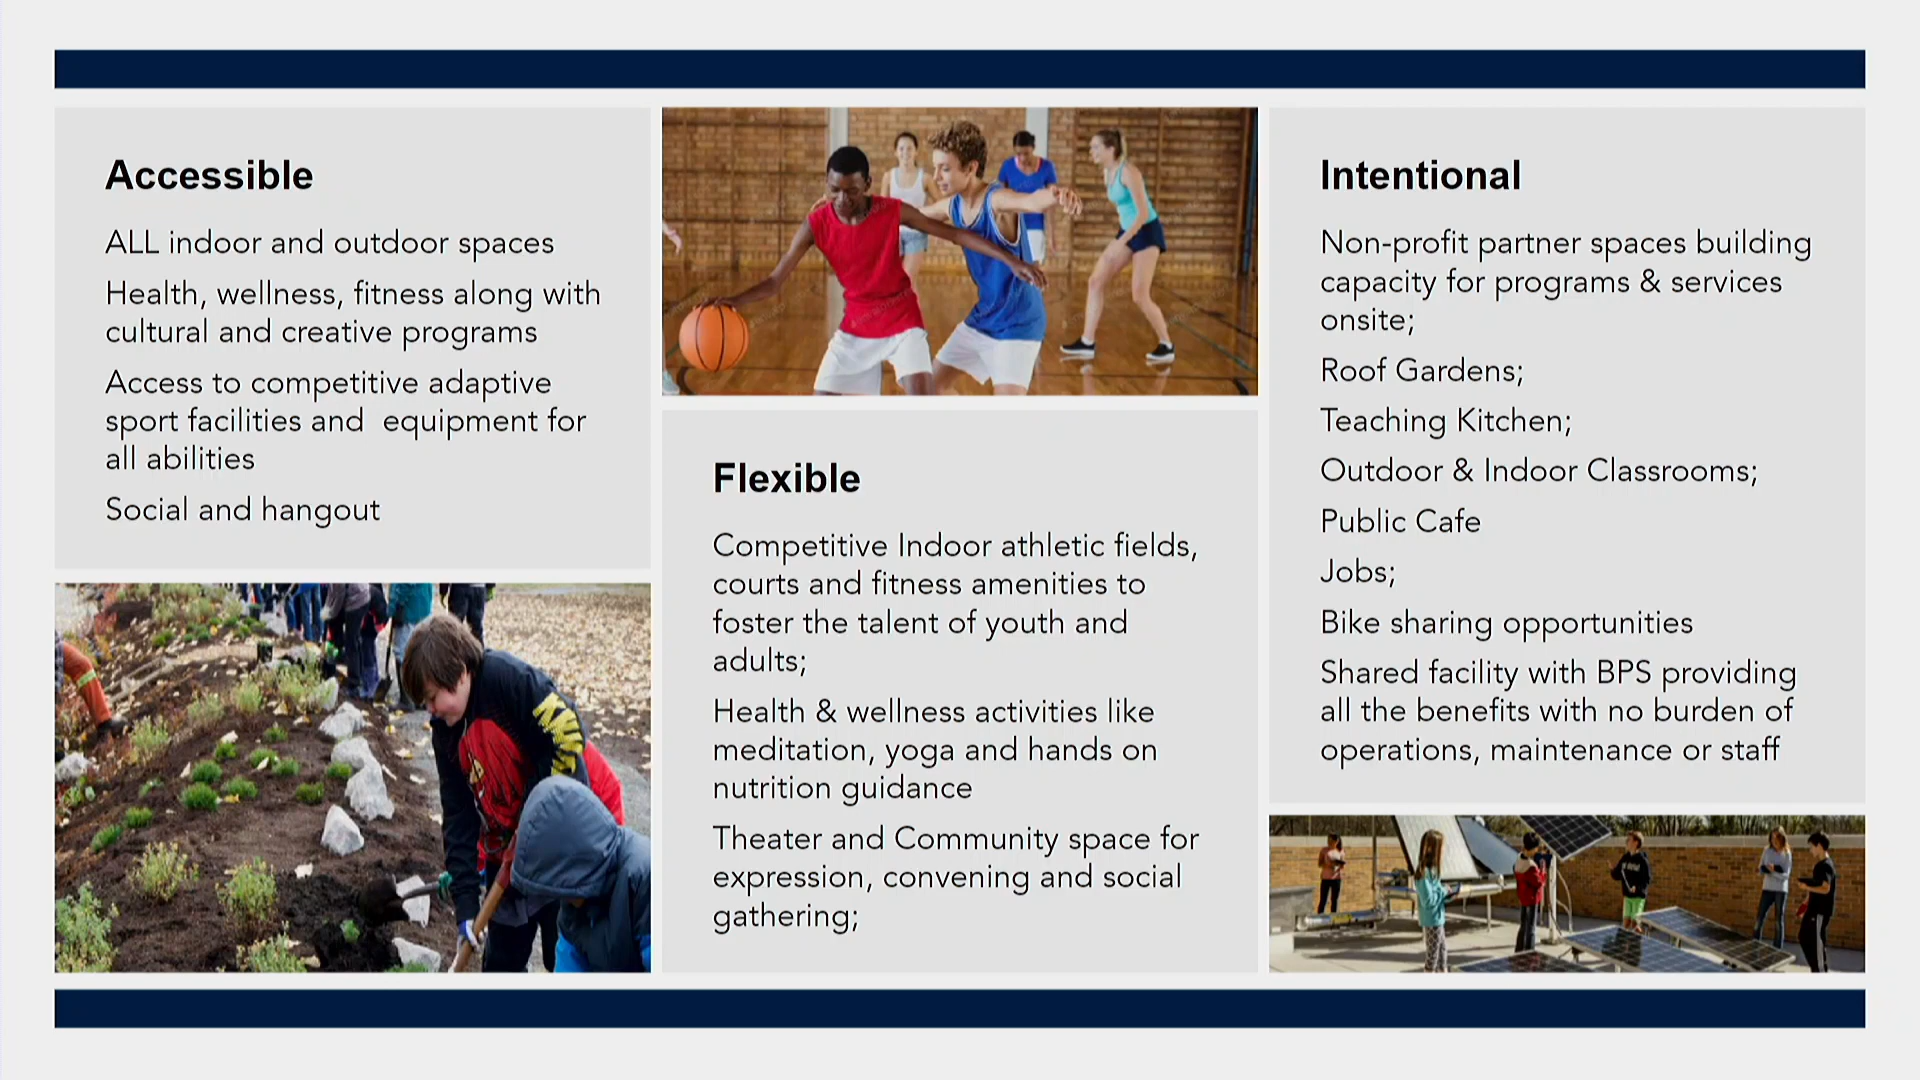 Accessible
ALL indoor and outdoor spaces
Health, wellness, fitness along with
cultural and creative programs
Access to competitive adaptive
sport facilities and  equipment for
all abilities
Social and hangout
Flexible
Competitive Indoor athletic fields,
courts and fitness amenities to
foster the talent of youth and
adults;
Health & wellness activities like
meditation, yoga and hands on
nutrition guidance
Theater and Community space for
expression, convening and social
gathering;
Intentional
Non-profit partner spaces building
capacity for programs & services
onsite;
Roof Gardens;
Teaching Kitchen;
Outdoor & Indoor Classrooms;
Public Cafe
Jobs;
Bike sharing opportunities
Shared facility with BPS providing
all the benefits with no burden of
operations, maintenance or staff